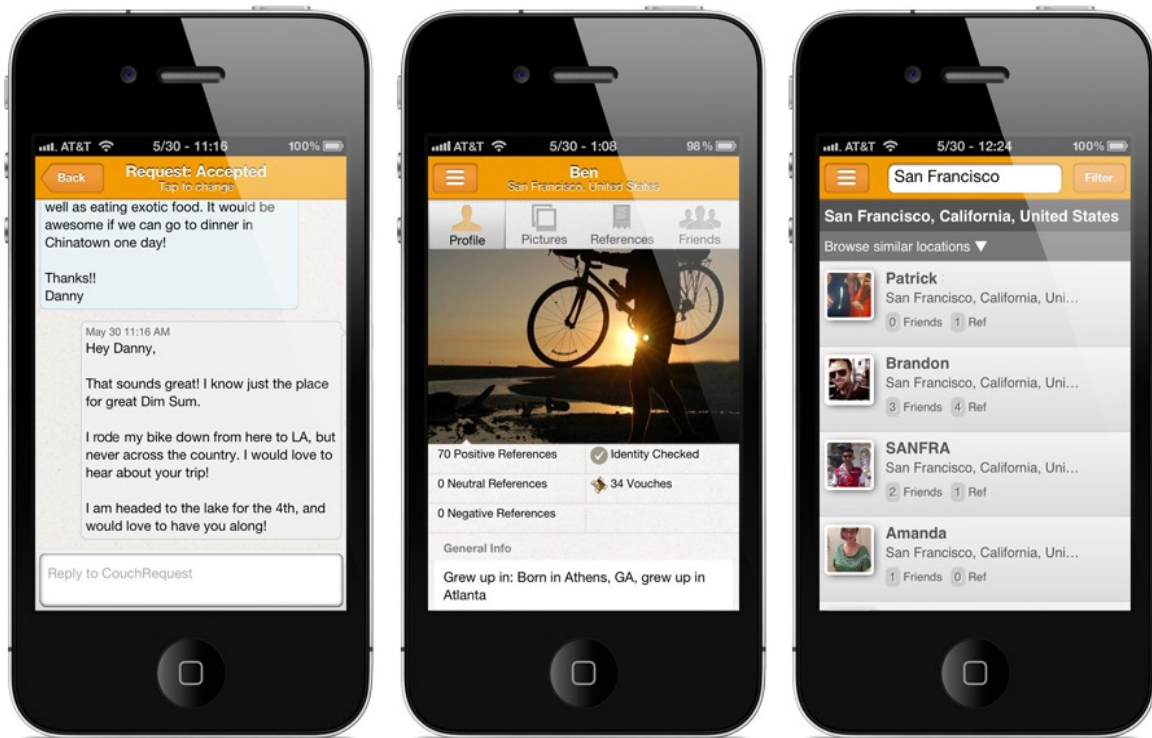 AT&T 5/30 - 11:16 100%
Back
Request: Accepted
Tap to change
well as eating exotic food. It would be
awesome if we can go to dinner in
Chinatown one day!
Thanks!!
Danny
May 30 11:16 AM
Hey Danny,
That sounds great! I know just the place
for great Dim Sum.
I rode my bike down from here to LA, but
never across the country. I would love to
hear about your trip!
I am headed to the lake for the 4th, and
would love to have you along!
Reply to CouchRequest
AT&T 5/30 - 1:08 98%
Ben
San Francisco, United States
Profile Pictures References Friends
70 Positive References Identity Checked
0 Neutral References 34 Vouches
0 Negative References
General Info
Grew up in: Born in Athens, GA, grew up in
Atlanta
AT&T 5/30 - 12:24 100%
San Francisco Filter
San Francisco, California, United States
Browse similar locations ▼
Patrick
San Francisco, California, Uni...
0 Friends 1 Ref
Brandon
San Francisco, California, Uni...
3 Friends 4 Ref
SANFRA
San Francisco, California, Uni...
2 Friends 1 Ref
Amanda
San Francisco, California, Uni...
1 Friends 0 Ref